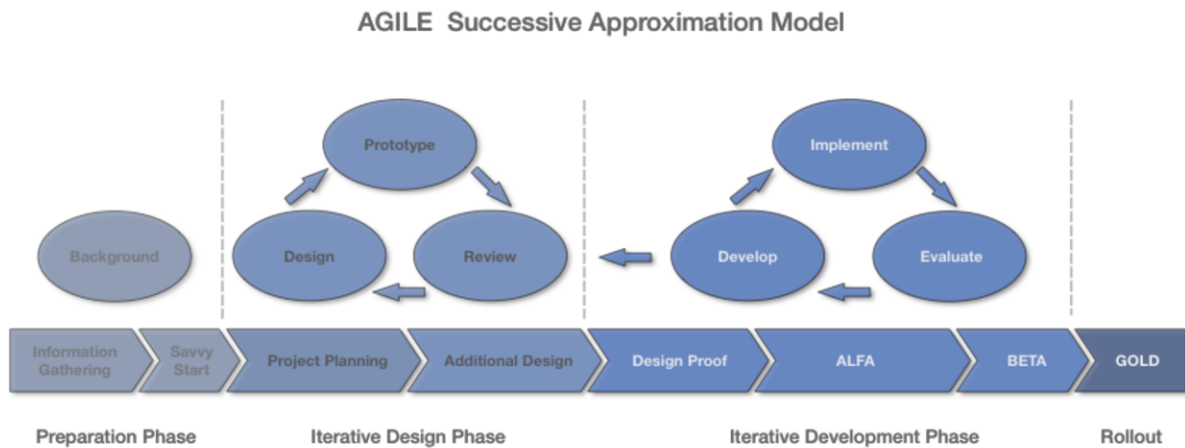 AGILE Successive Approximation Model
Prototype
Implement
Background
Design
Review
Develop
Evaluate
Information
Gathering
Savvy
Start
Project Planning
Additional Design
Design Proof
ALFA
BETA
GOLD
Preparation Phase
Iterative Design Phase
Iterative Development Phase
Rollout